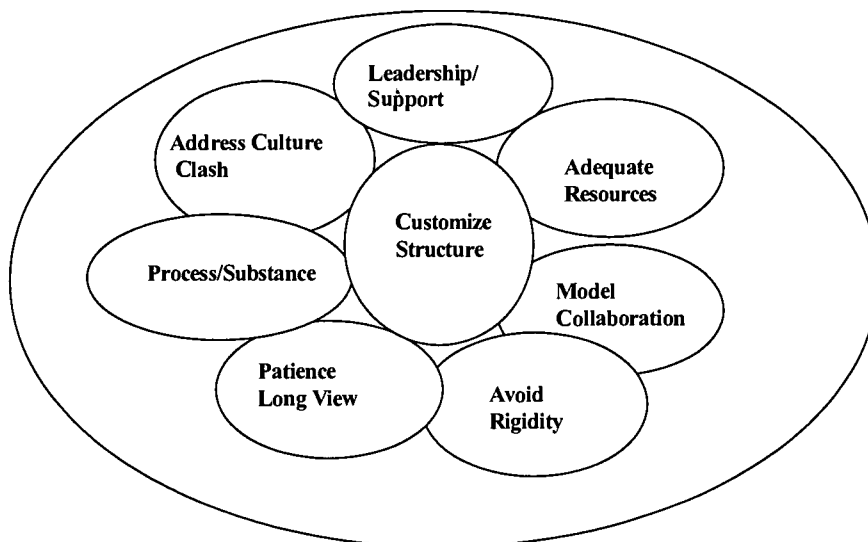 Leadership/
Support
Address Culture
Clash
Adequate
Resources
Customize
Structure
Process/Substance
Model
Collaboration
Patience
Long View
Avoid
Rigidity